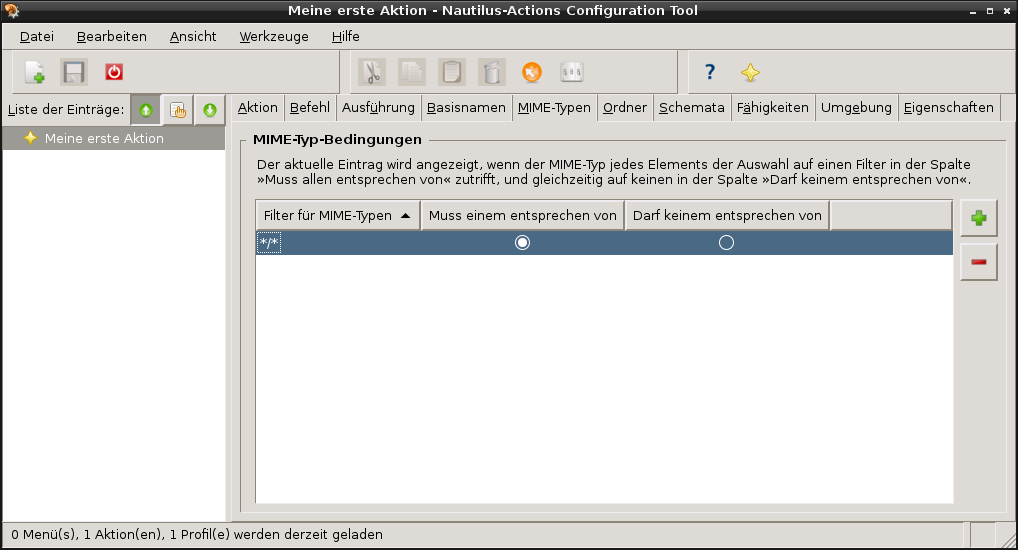 Meine erste Aktion - Nautilus-Actions Configuration Tool
Datei Bearbeiten Ansicht Werkzeuge Hilfe
Liste der Einträge:
Aktion Befehl Ausführung Basisnamen MIME-Typen Ordner Schemata Fähigkeiten Umgebung Eigenschaften
Meine erste Aktion
MIME-Typ-Bedingungen
Der aktuelle Eintrag wird angezeigt, wenn der MIME-Typ jedes Elements der Auswahl auf einen Filter in der Spalte
»Muss allen entsprechen von« zutrifft, und gleichzeitig auf keinen in der Spalte »Darf keinem entsprechen von«.
Filter für MIME-Typen Muss einem entsprechen von Darf keinem entsprechen von
*/*
0 Menü(s), 1 Aktion(en), 1 Profil(e) werden derzeit geladen